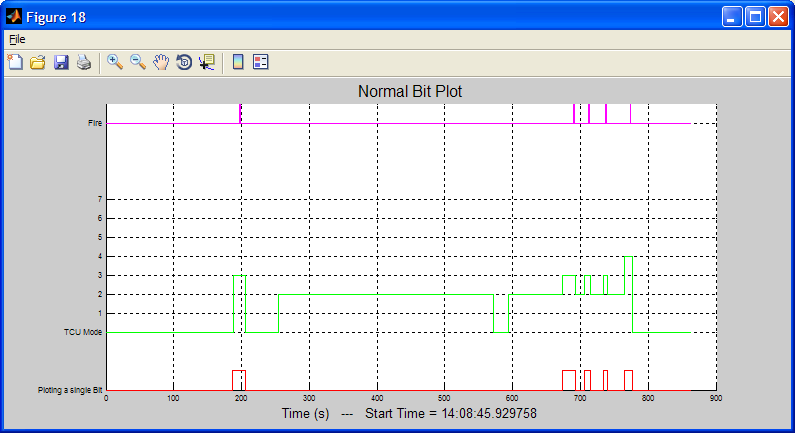 Figure 18
File
Normal Bit Plot
Fire
7
6
5
4
3
2
1
TCU Mode
Ploting a single Bit
0 100 200 300 400 500 600 700 800 900
Time (s) --- Start Time = 14:08:45.929758